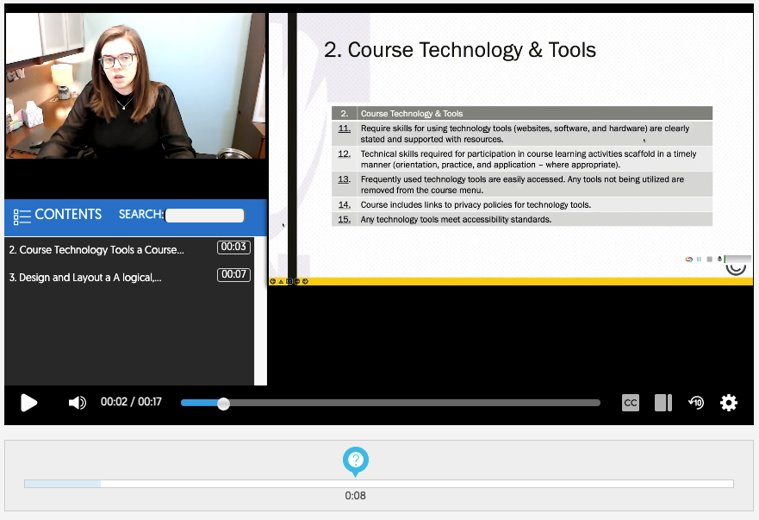 2. Course Technology & Tools
2. Course Technology & Tools
11. Require skills for using technology tools (websites, software, and hardware) are clearly
stated and supported with resources.
12. Technical skills required for participation in course learning activities scaffold in a timely
manner (orientation, practice, and application – where appropriate).
13. Frequently used technology tools are easily accessed. Any tools not being utilized are
removed from the course menu.
14. Course includes links to privacy policies for technology tools.
15. Any technology tools meet accessibility standards.
CONTENTS SEARCH:
2. Course Technology Tools a Course... 00:03
3. Design and Layout a A logical,... 00:07
00:02 / 00:17 CC 10
?
0:08